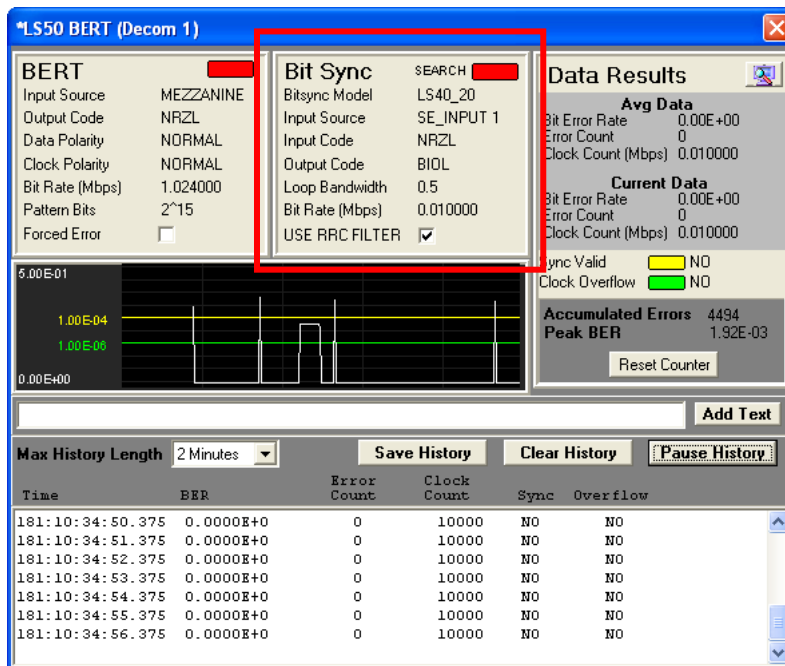 *LS50 BERT (Decom 1)
BERT
Input Source MEZZANINE
Output Code NRZL
Data Polarity NORMAL
Clock Polarity NORMAL
Bit Rate (Mbps) 1.024000
Pattern Bits 2^15
Forced Error
Bit Sync SEARCH
Bitsync Model LS40_20
Input Source SE_INPUT 1
Input Code NRZL
Output Code BIOL
Loop Bandwidth 0.5
Bit Rate (Mbps) 0.010000
USE RRC FILTER
Data Results
Avg Data
Bit Error Rate 0.00E+00
Error Count 0
Clock Count (Mbps) 0.010000
Current Data
Bit Error Rate 0.00E+00
Error Count 0
Clock Count (Mbps) 0.010000
Sync Valid NO
Clock Overflow NO
Accumulated Errors 4494
Peak BER 1.92E-03
Reset Counter
5.00E-01
1.00E-04
1.00E-06
0.00E+00
Add Text
Max History Length 2 Minutes Save History Clear History Pause History
Time BER Error Count Clock Count Sync Overflow
181:10:34:50.375 0.0000E+0 0 10000 NO NO
181:10:34:51.375 0.0000E+0 0 10000 NO NO
181:10:34:52.375 0.0000E+0 0 10000 NO NO
181:10:34:53.375 0.0000E+0 0 10000 NO NO
181:10:34:54.375 0.0000E+0 0 10000 NO NO
181:10:34:55.375 0.0000E+0 0 10000 NO NO
181:10:34:56.375 0.0000E+0 0 10000 NO NO